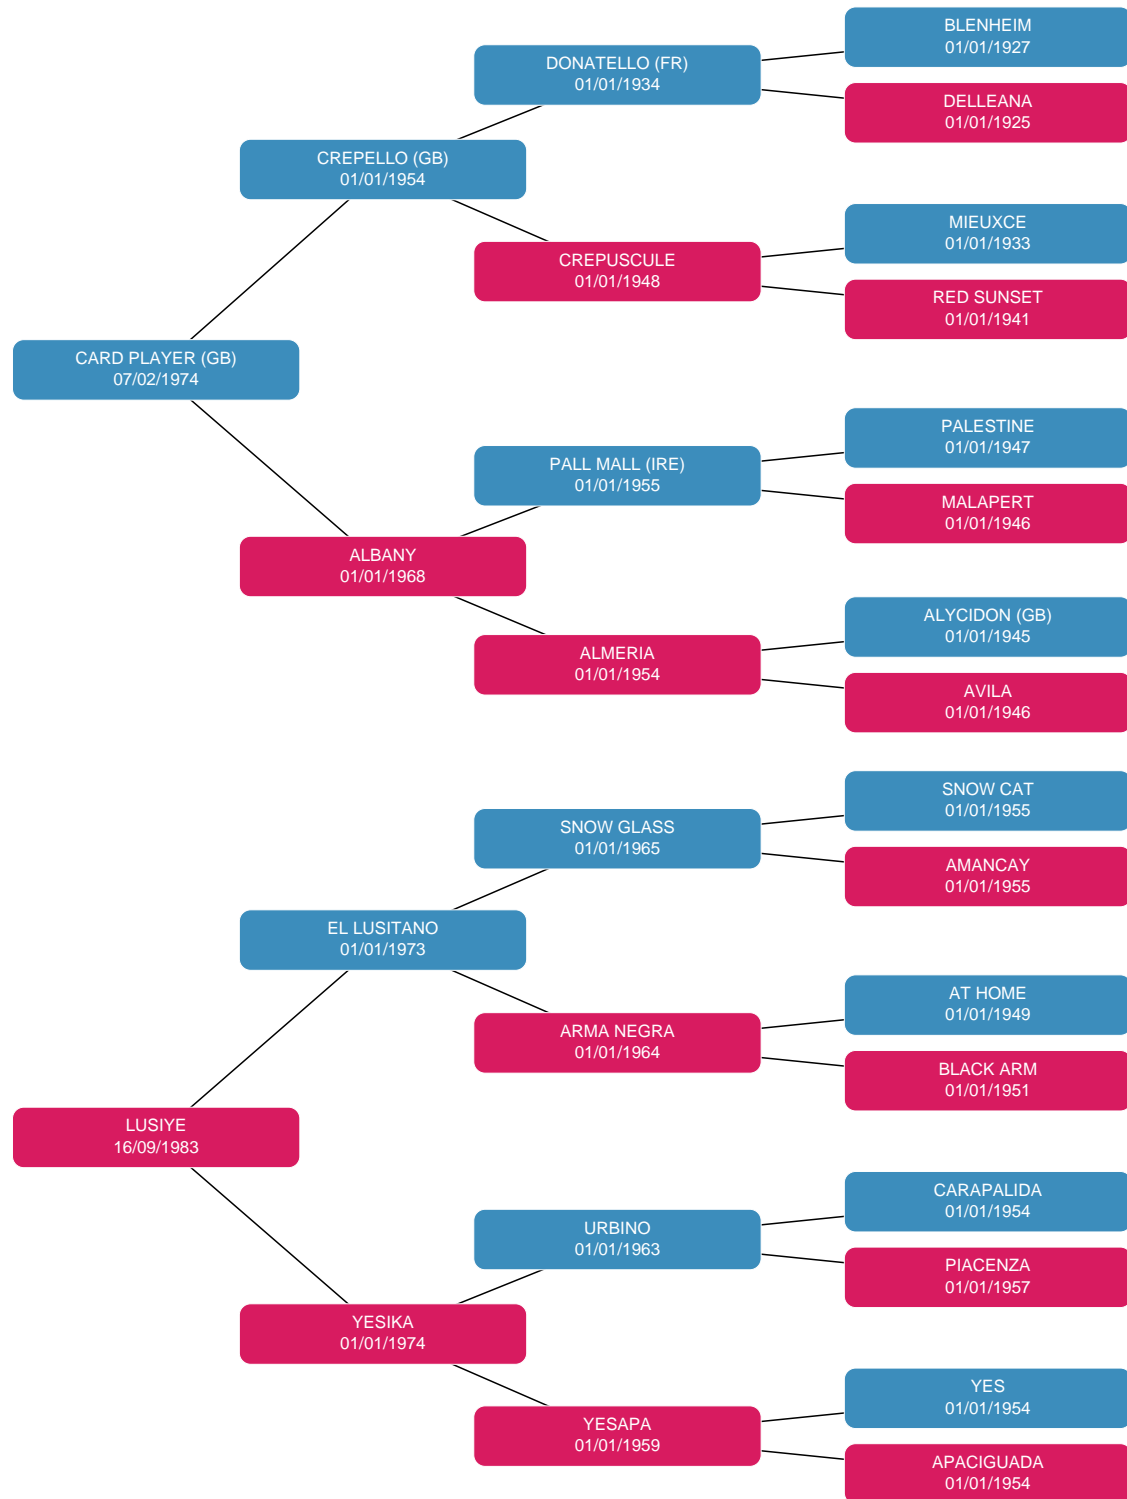 BLENHEIM
01/01/1927
DONATELLO (FR)
01/01/1934
DELLEANA
01/01/1925
CREPELLO (GB)
01/01/1954
MIEUXCE
01/01/1933
CREPUSCULE
01/01/1948
RED SUNSET
01/01/1941
CARD PLAYER (GB)
07/02/1974
PALESTINE
01/01/1947
PALL MALL (IRE)
01/01/1955
MALAPERT
01/01/1946
ALBANY
01/01/1968
ALYCIDON (GB)
01/01/1945
ALMERIA
01/01/1954
AVILA
01/01/1946
SNOW CAT
01/01/1955
SNOW GLASS
01/01/1965
AMANCAY
01/01/1955
EL LUSITANO
01/01/1973
AT HOME
01/01/1949
ARMA NEGRA
01/01/1964
BLACK ARM
01/01/1951
LUSIYE
16/09/1983
CARAPALIDA
01/01/1954
URBINO
01/01/1963
PIACENZA
01/01/1957
YESIKA
01/01/1974
YES
01/01/1954
YESAPA
01/01/1959
APACIGUADA
01/01/1954